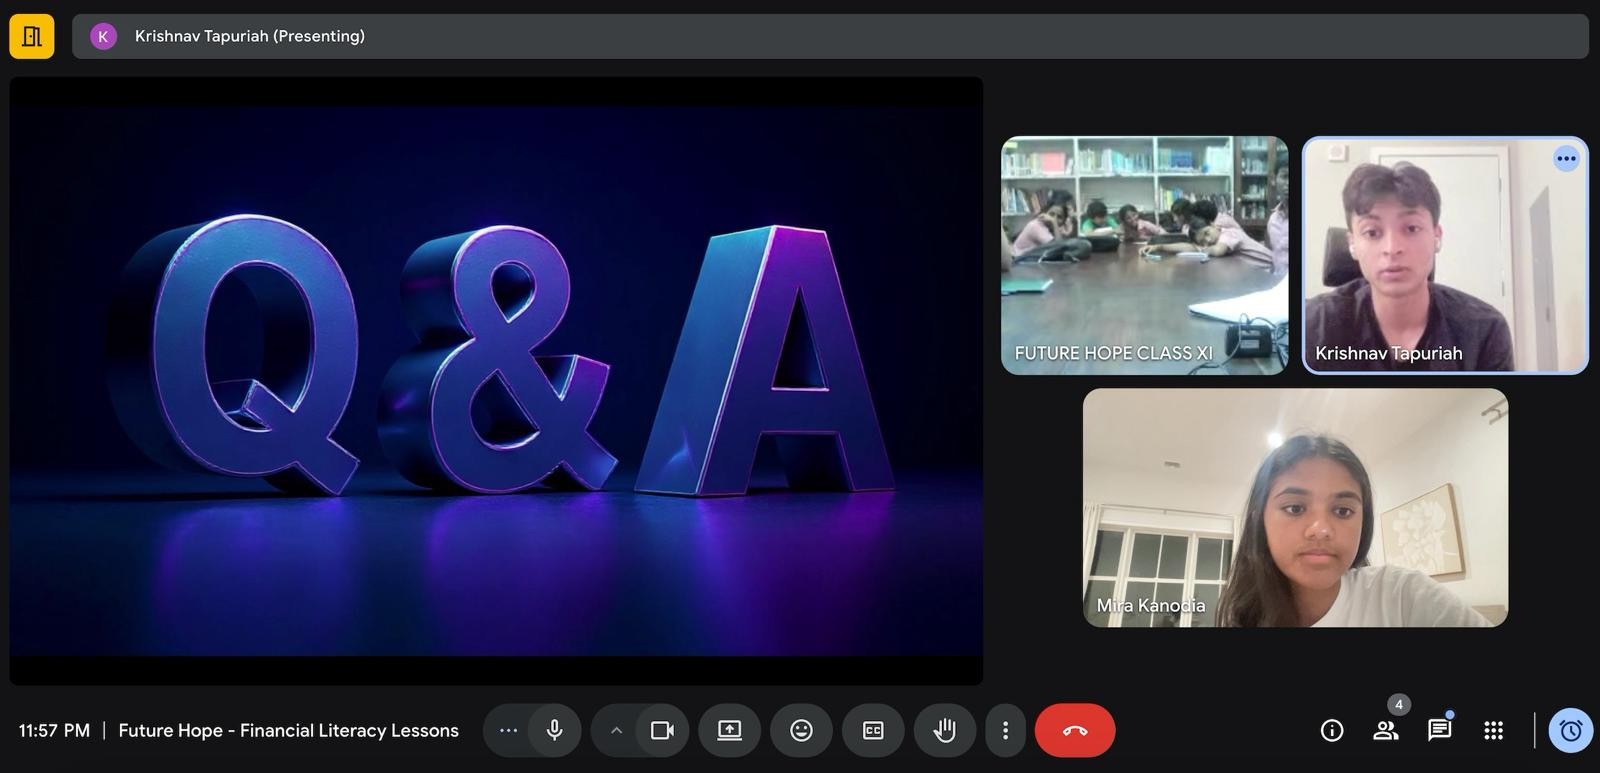 K Krishnav Tapuriah (Presenting)
Q&A
FUTURE HOPE CLASS XI
Krishnav Tapuriah
Mira Kanodia
11:57 PM | Future Hope - Financial Literacy Lessons
4